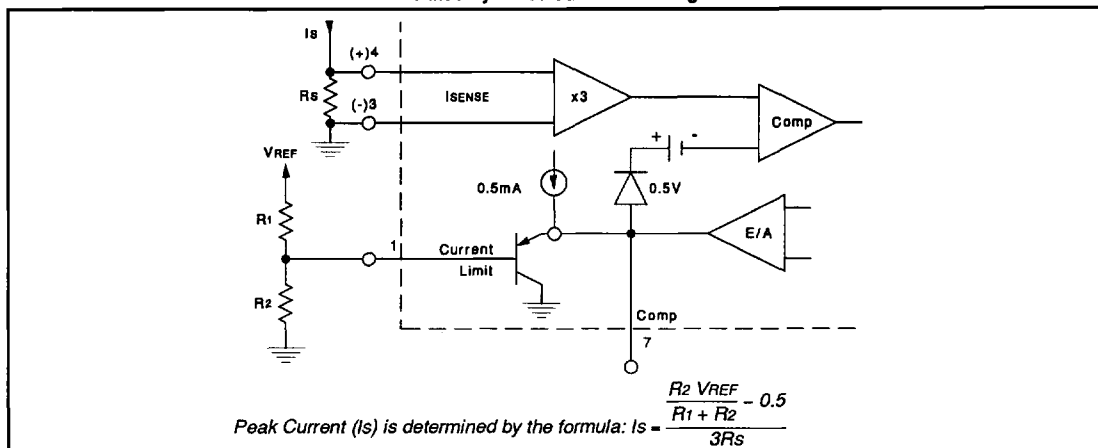 Is
(+)4
Rs
(-)3
ISENSE
x3
Comp
VREF
+ -
0.5mA
0.5V
R1
E/A
1
Current
Limit
R2
Comp
7
Peak Current (Is) is determined by the formula: Is = (R2 VREF / R1 + R2 - 0.5) / 3Rs